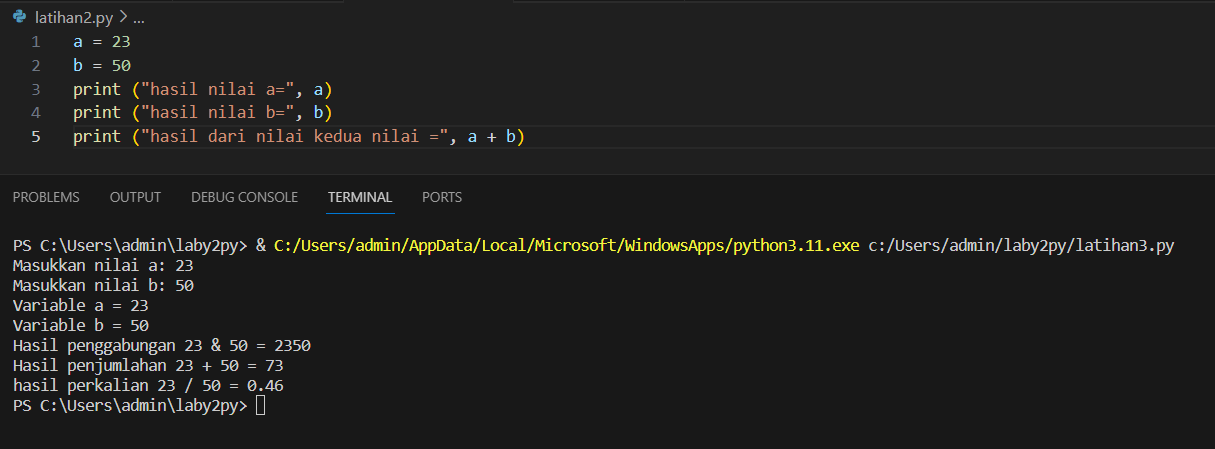 latihan2.py > ...
1 a = 23
2 b = 50
3 print ("hasil nilai a=", a)
4 print ("hasil nilai b=", b)
5 print ("hasil dari nilai kedua nilai =", a + b)
PROBLEMS OUTPUT DEBUG CONSOLE TERMINAL PORTS
PS C:\Users\admin\laby2py> & C:/Users/admin/AppData/Local/Microsoft/WindowsApps/python3.11.exe c:/Users/admin/laby2py/latihan3.py
Masukkan nilai a: 23
Masukkan nilai b: 50
Variable a = 23
Variable b = 50
Hasil penggabungan 23 & 50 = 2350
Hasil penjumlahan 23 + 50 = 73
hasil perkalian 23 / 50 = 0.46
PS C:\Users\admin\laby2py>